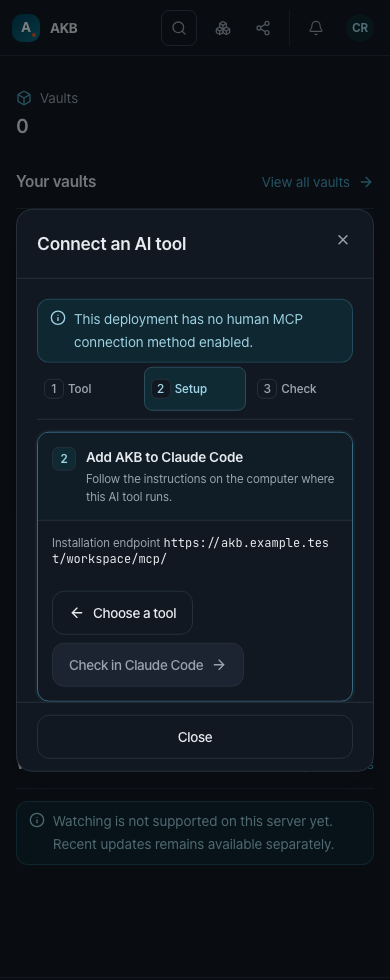 A AKB CR
Vaults
0
Your vaults View all vaults
Connect an AI tool
This deployment has no human MCP
connection method enabled.
1 Tool 2 Setup 3 Check
2 Add AKB to Claude Code
Follow the instructions on the computer where
this AI tool runs.
Installation endpoint https://akb.example.tes
t/workspace/mcp/
Choose a tool
Check in Claude Code
Close
Watching is not supported on this server yet.
Recent updates remains available separately.